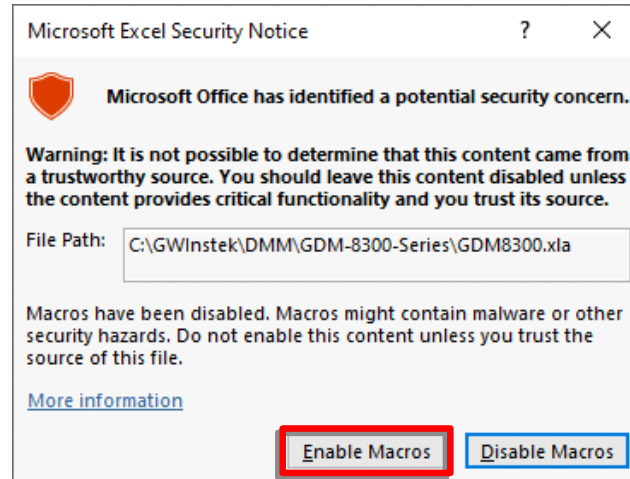 Microsoft Excel Security Notice ? ×
Microsoft Office has identified a potential security concern.
Warning: It is not possible to determine that this content came from
a trustworthy source. You should leave this content disabled unless
the content provides critical functionality and you trust its source.
File Path: C:\GWInstek\DMM\GDM-8300-Series\GDM8300.xla
Macros have been disabled. Macros might contain malware or other
security hazards. Do not enable this content unless you trust the
source of this file.
More information
Enable Macros Disable Macros